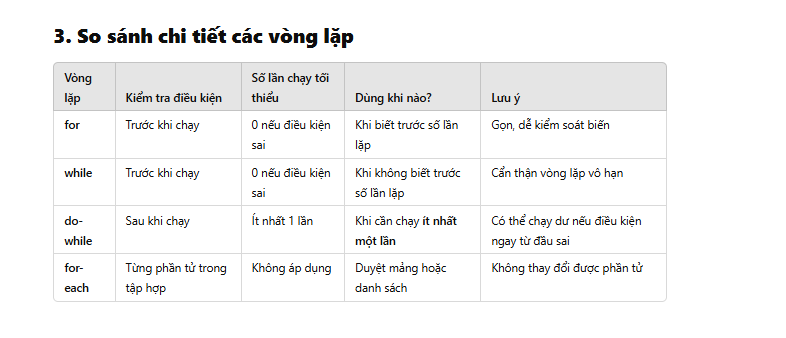 3. So sánh chi tiết các vòng lặp
Vòng
lặp
Kiểm tra điều kiện
Số lần chạy tối
thiểu
Dùng khi nào?
Lưu ý
for
Trước khi chạy
0 nếu điều kiện
sai
Khi biết trước số lần
lặp
Gọn, dễ kiểm soát biến
while
Trước khi chạy
0 nếu điều kiện
sai
Khi không biết trước
số lần lặp
Cẩn thận vòng lặp vô hạn
do-
while
Sau khi chạy
Ít nhất 1 lần
Khi cần chạy ít nhất
một lần
Có thể chạy dư nếu điều kiện
ngay từ đầu sai
for-
each
Từng phần tử trong
tập hợp
Không áp dụng
Duyệt mảng hoặc
danh sách
Không thay đổi được phần tử